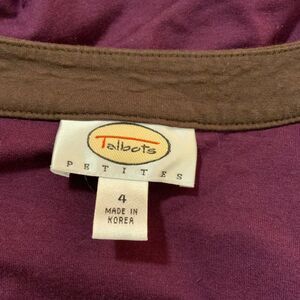 Talbots
PETITES
4
MADE IN
KOREA